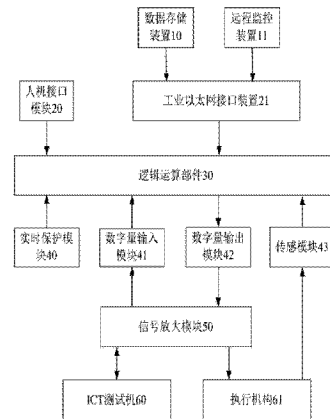 数据存储
装置10
远程监控
装置11
人机接口
模块20
工业以太网接口装置21
逻辑运算部件30
实时保护模
块40
数字量输入
模块41
数字量输出
模块42
传感模块43
信号放大模块50
ICT测试机60
执行机构61